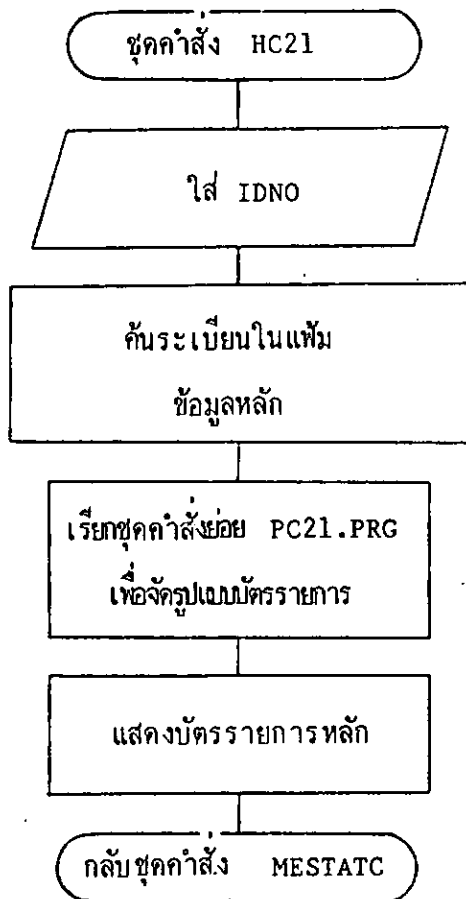 ชุดคำสั่ง HC21
ใส่ IDNO
ค้นระเบียนในแฟ้ม
ข้อมูลหลัก
เรียกชุดคำสั่งย่อย PC21.PRG
เพื่อจัดรูปแบบบัตรรายการ
แสดงบัตรรายการหลัก
กลับชุดคำสั่ง MESTATC